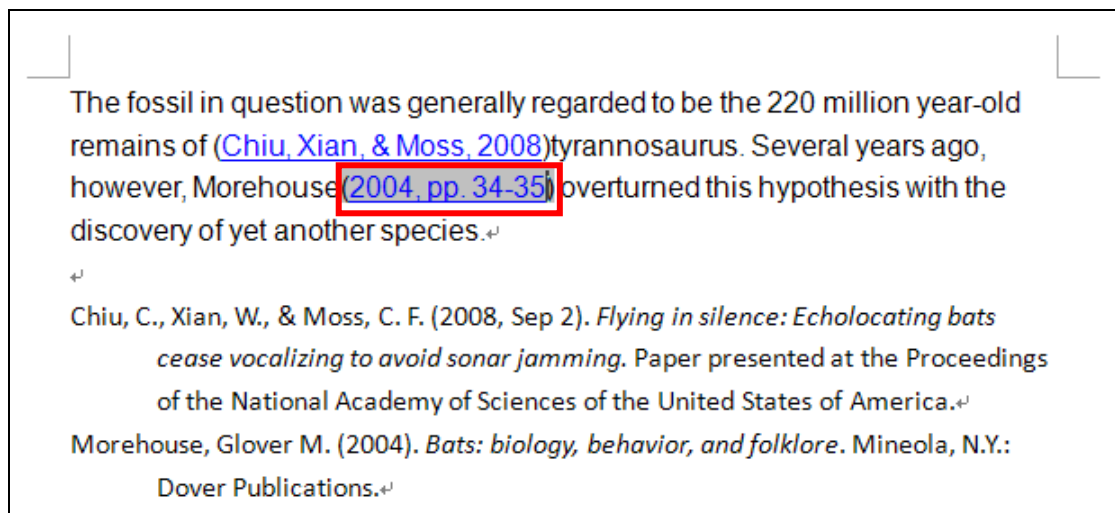 The fossil in question was generally regarded to be the 220 million year-old
remains of (Chiu, Xian, & Moss, 2008)tyrannosaurus. Several years ago,
however, Morehouse(2004, pp. 34-35) overturned this hypothesis with the
discovery of yet another species.↵
↵
Chiu, C., Xian, W., & Moss, C. F. (2008, Sep 2). Flying in silence: Echolocating bats
cease vocalizing to avoid sonar jamming. Paper presented at the Proceedings
of the National Academy of Sciences of the United States of America.↵
Morehouse, Glover M. (2004). Bats: biology, behavior, and folklore. Mineola, N.Y.:
Dover Publications.↵